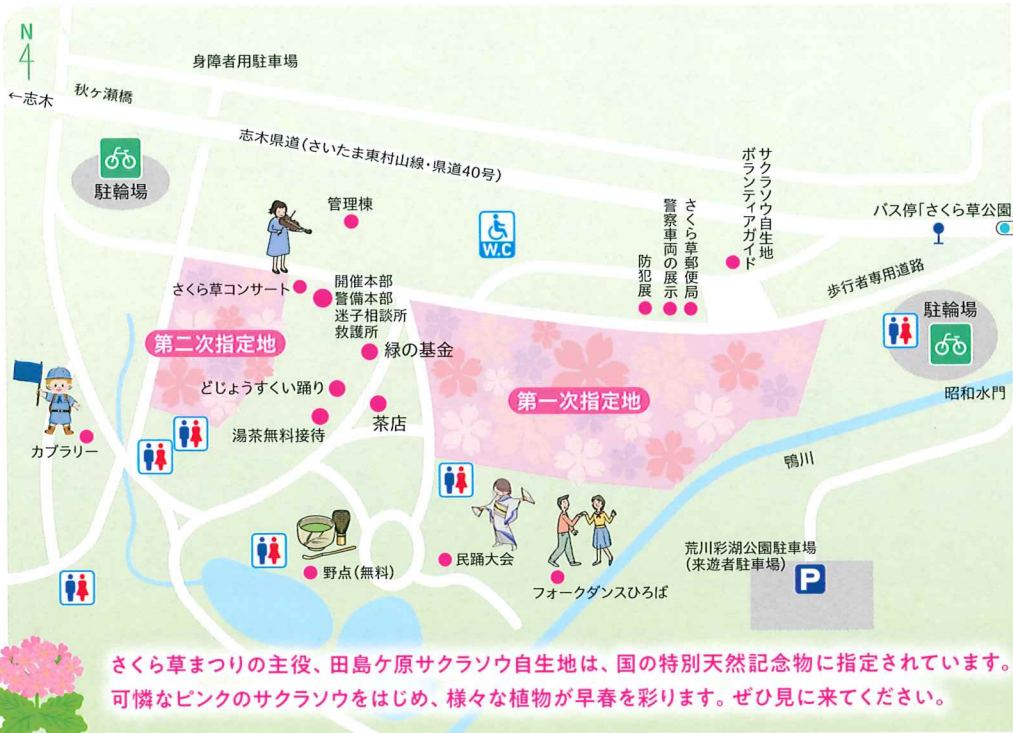 N
身障者用駐車場
←志木
秋ケ瀬橋
志木県道(さいたま東村山線・県道40号)
駐輪場
管理棟
W.C
サクラソウ自生地
ボランティアガイド
さくら草郵便局
警察車両の展示
防犯展
バス停「さくら草公園
歩行者専用道路
駐輪場
昭和水門
さくら草コンサート
開催本部
警備本部
迷子相談所
救護所
第二次指定地
緑の基金
どじょうすくい踊り
茶店
湯茶無料接待
第一次指定地
カブラリー
鴨川
民踊大会
野点(無料)
フォークダンスひろば
荒川彩湖公園駐車場
(来遊者駐車場)
P
さくら草まつりの主役、田島ケ原サクラソウ自生地は、国の特別天然記念物に指定されています。
可憐なピンクのサクラソウをはじめ、様々な植物が早春を彩ります。ぜひ見に来てください。